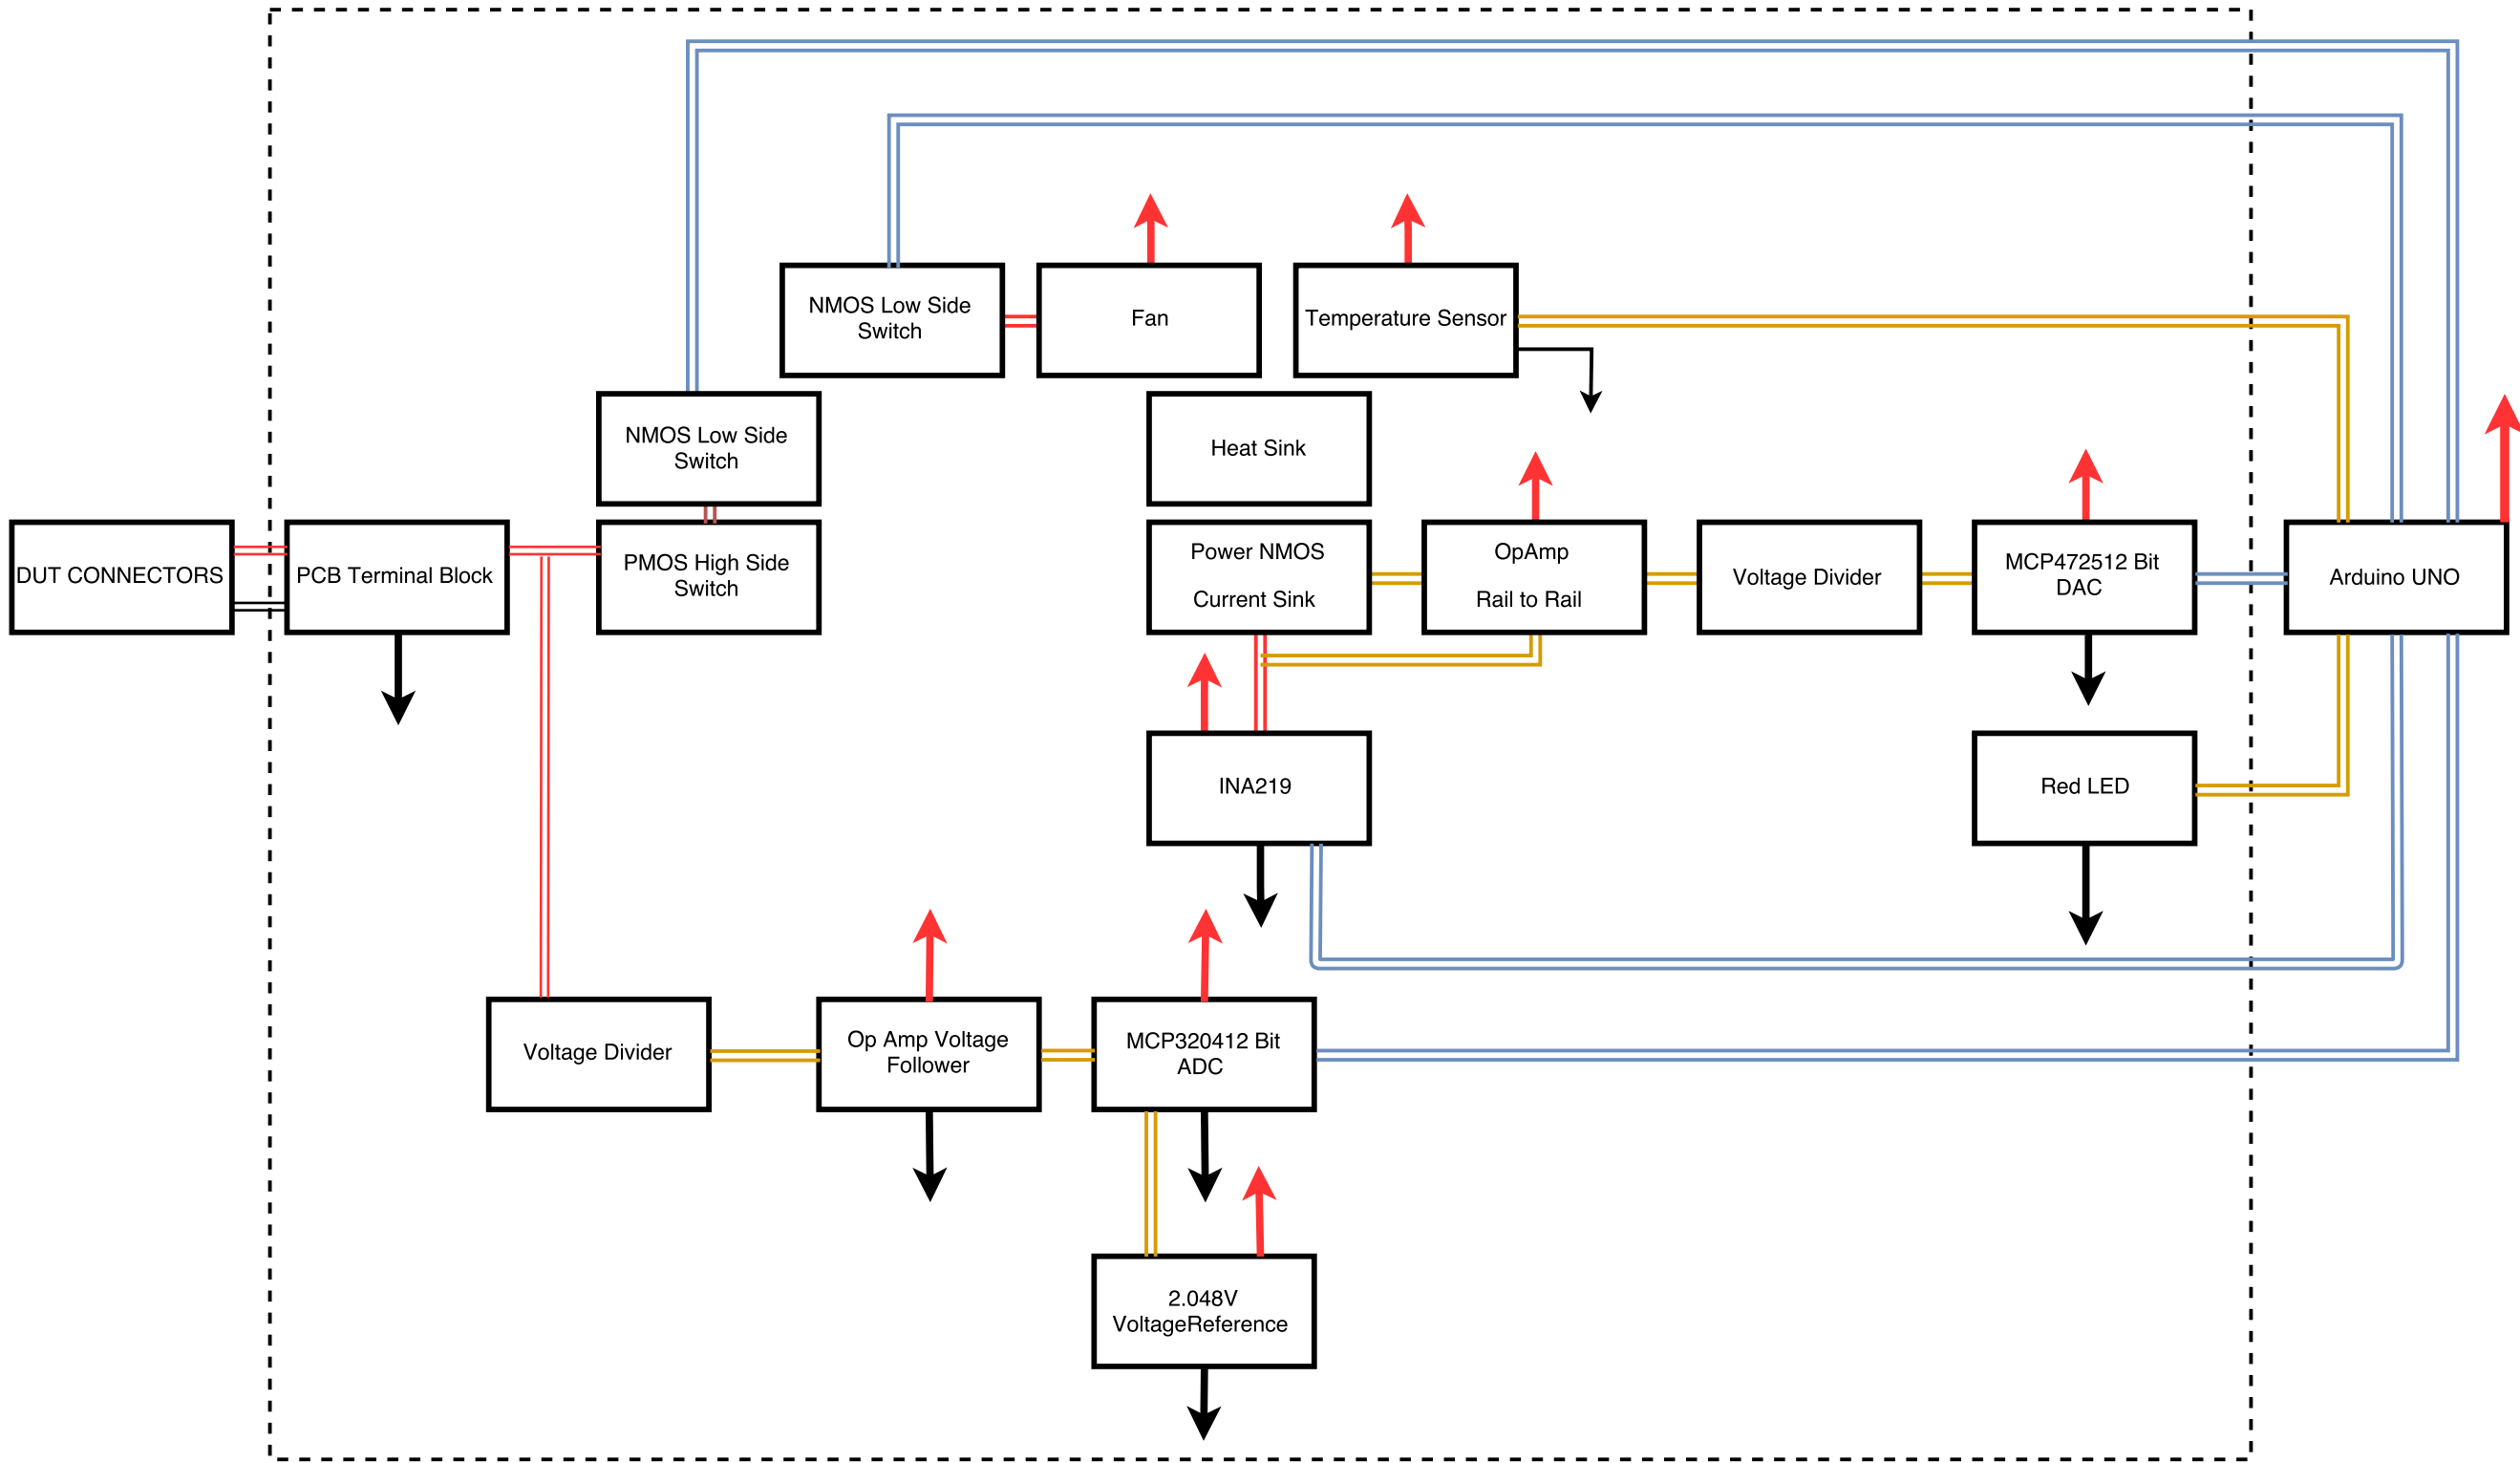 NMOS Low Side
Switch
Fan
Temperature Sensor
NMOS Low Side
Switch
Heat Sink
DUT CONNECTORS
PCB Terminal Block
PMOS High Side
Switch
Power NMOS
Current Sink
OpAmp
Rail to Rail
Voltage Divider
MCP472512 Bit
DAC
Arduino UNO
INA219
Red LED
Voltage Divider
Op Amp Voltage
Follower
MCP320412 Bit
ADC
2.048V
VoltageReference